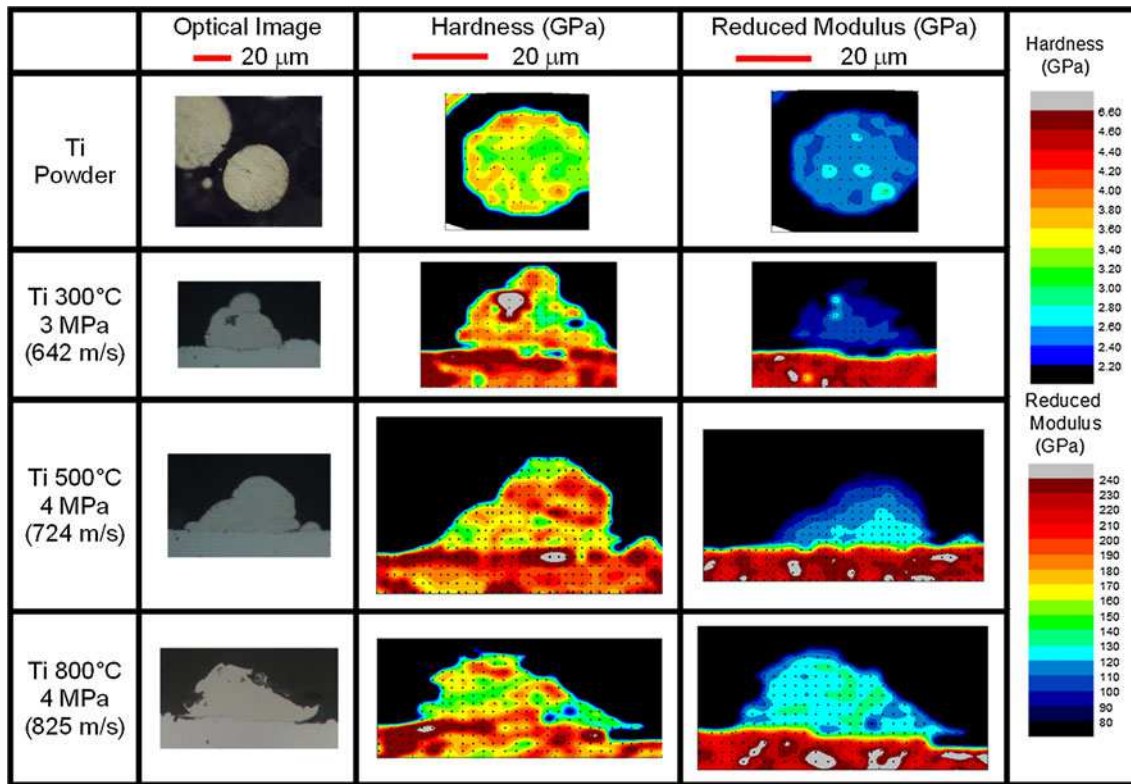 Optical Image
20 μm
Hardness (GPa)
20 μm
Reduced Modulus (GPa)
20 μm
Ti
Powder
Ti 300°C
3 MPa
(642 m/s)
Ti 500°C
4 MPa
(724 m/s)
Ti 800°C
4 MPa
(825 m/s)
Hardness
(GPa)
6.60
4.60
4.40
4.20
4.00
3.80
3.60
3.40
3.20
3.00
2.80
2.60
2.40
2.20
Reduced
Modulus
(GPa)
240
230
220
210
200
190
180
170
160
150
140
130
120
110
100
90
80